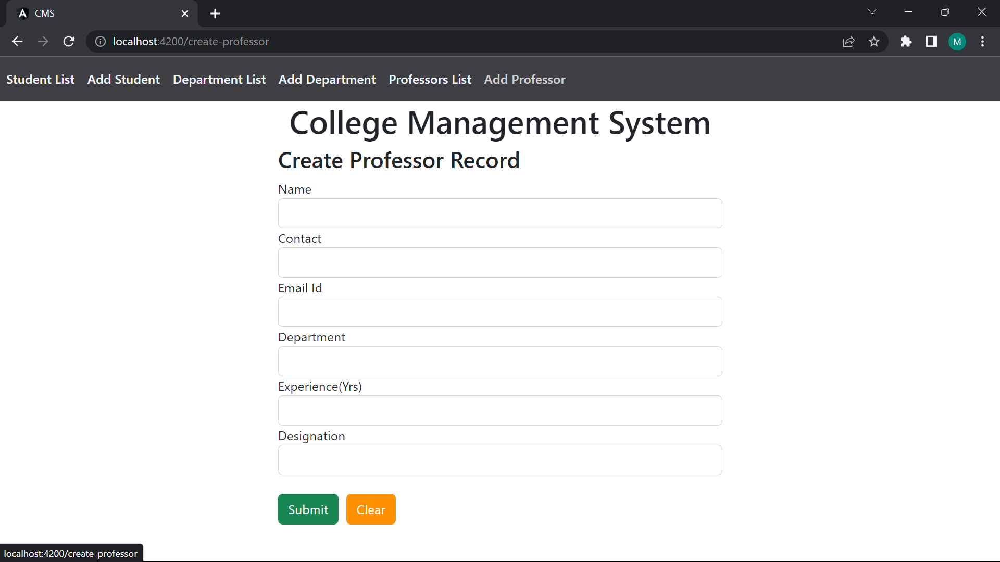 CMS
localhost:4200/create-professor
M
Student List Add Student Department List Add Department Professors List Add Professor
College Management System
Create Professor Record
Name
Contact
Email Id
Department
Experience(Yrs)
Designation
Submit Clear
localhost:4200/create-professor